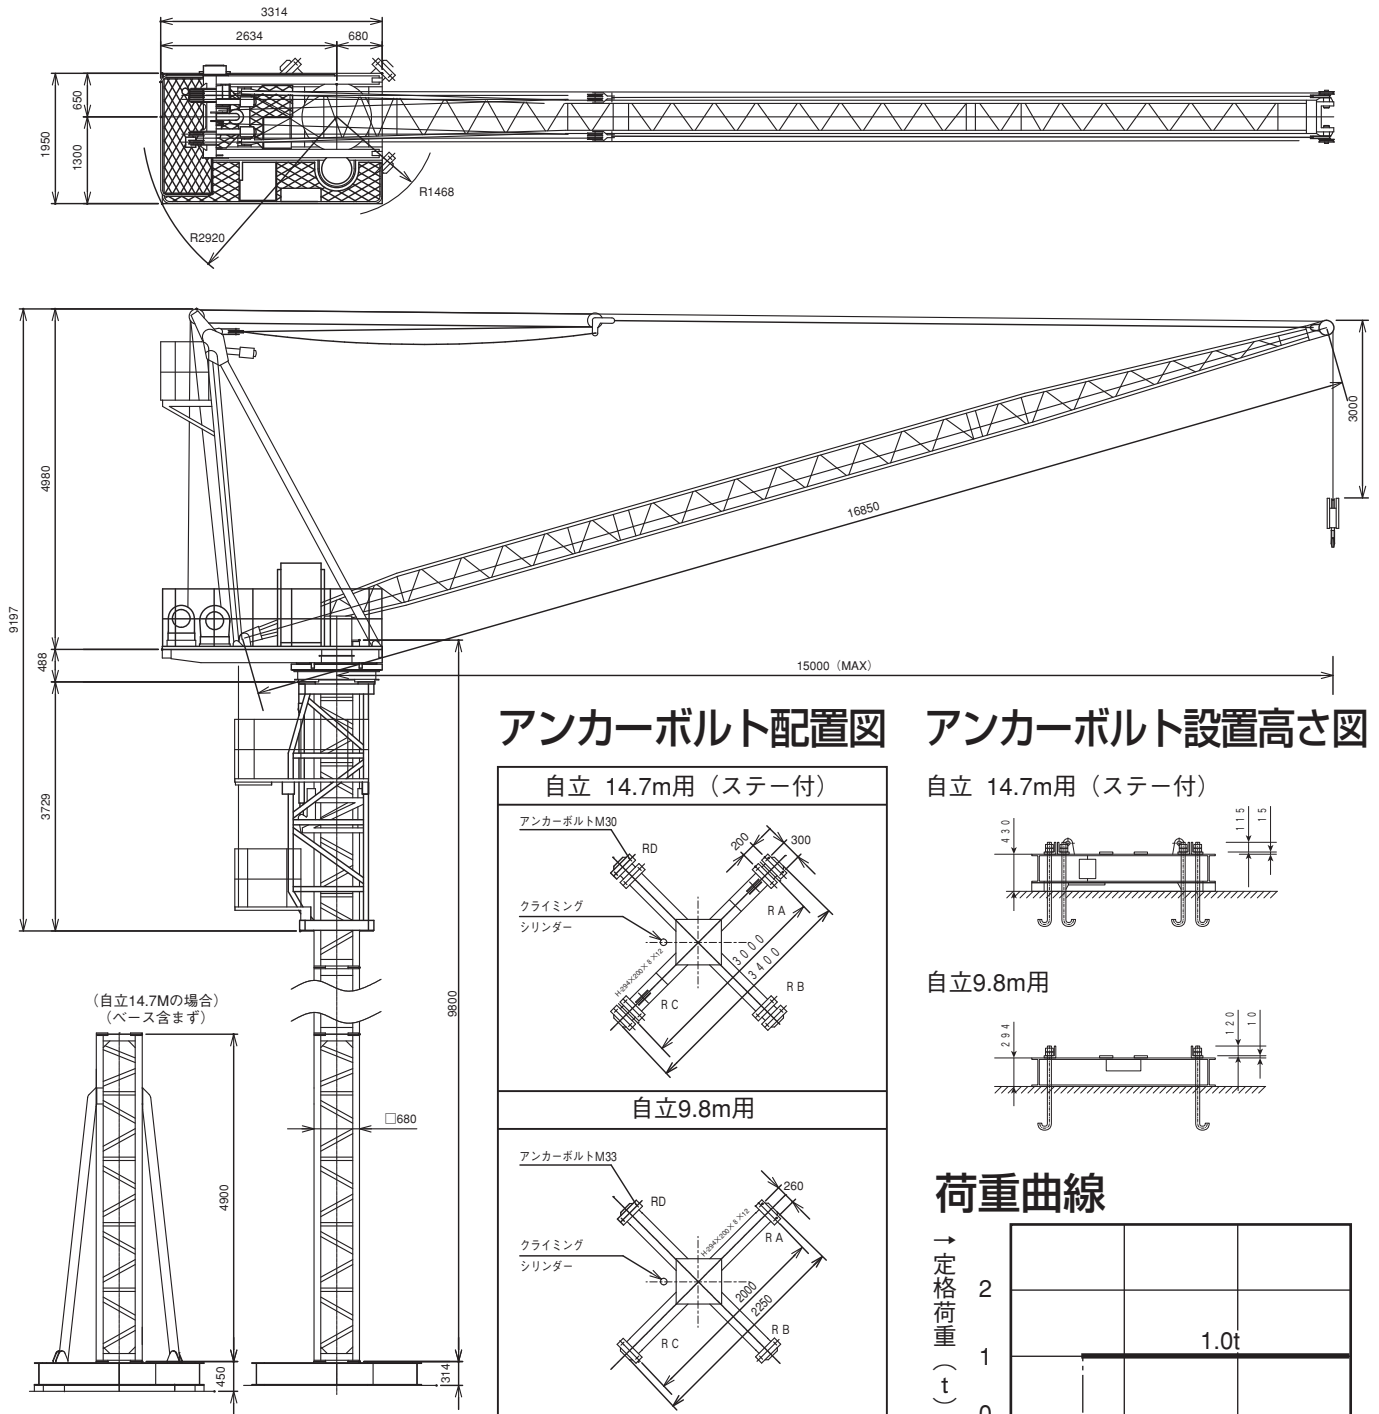 3314
2634
680
650
1950
1300
R1468
R2920
3000
4980
16850
9197
488
15000（MAX）
3729
9800
（自立14.7Mの場合）
（ベース含まず）
□680
4900
450
314
アンカーボルト配置図
自立 14.7m用（ステー付）
アンカーボルトM30
RD
200
300
クライミング
シリンダー
RA
3000
3400
H-294×200×8×12
RB
RC
自立9.8m用
アンカーボルトM33
RD
260
H-294×200×8×12
RA
クライミング
シリンダー
2000
2250
RB
RC
アンカーボルト設置高さ図
自立 14.7m用（ステー付）
430
115
15
自立9.8m用
294
120
10
荷重曲線
→定格荷重（t）
2
1.0t
1
0